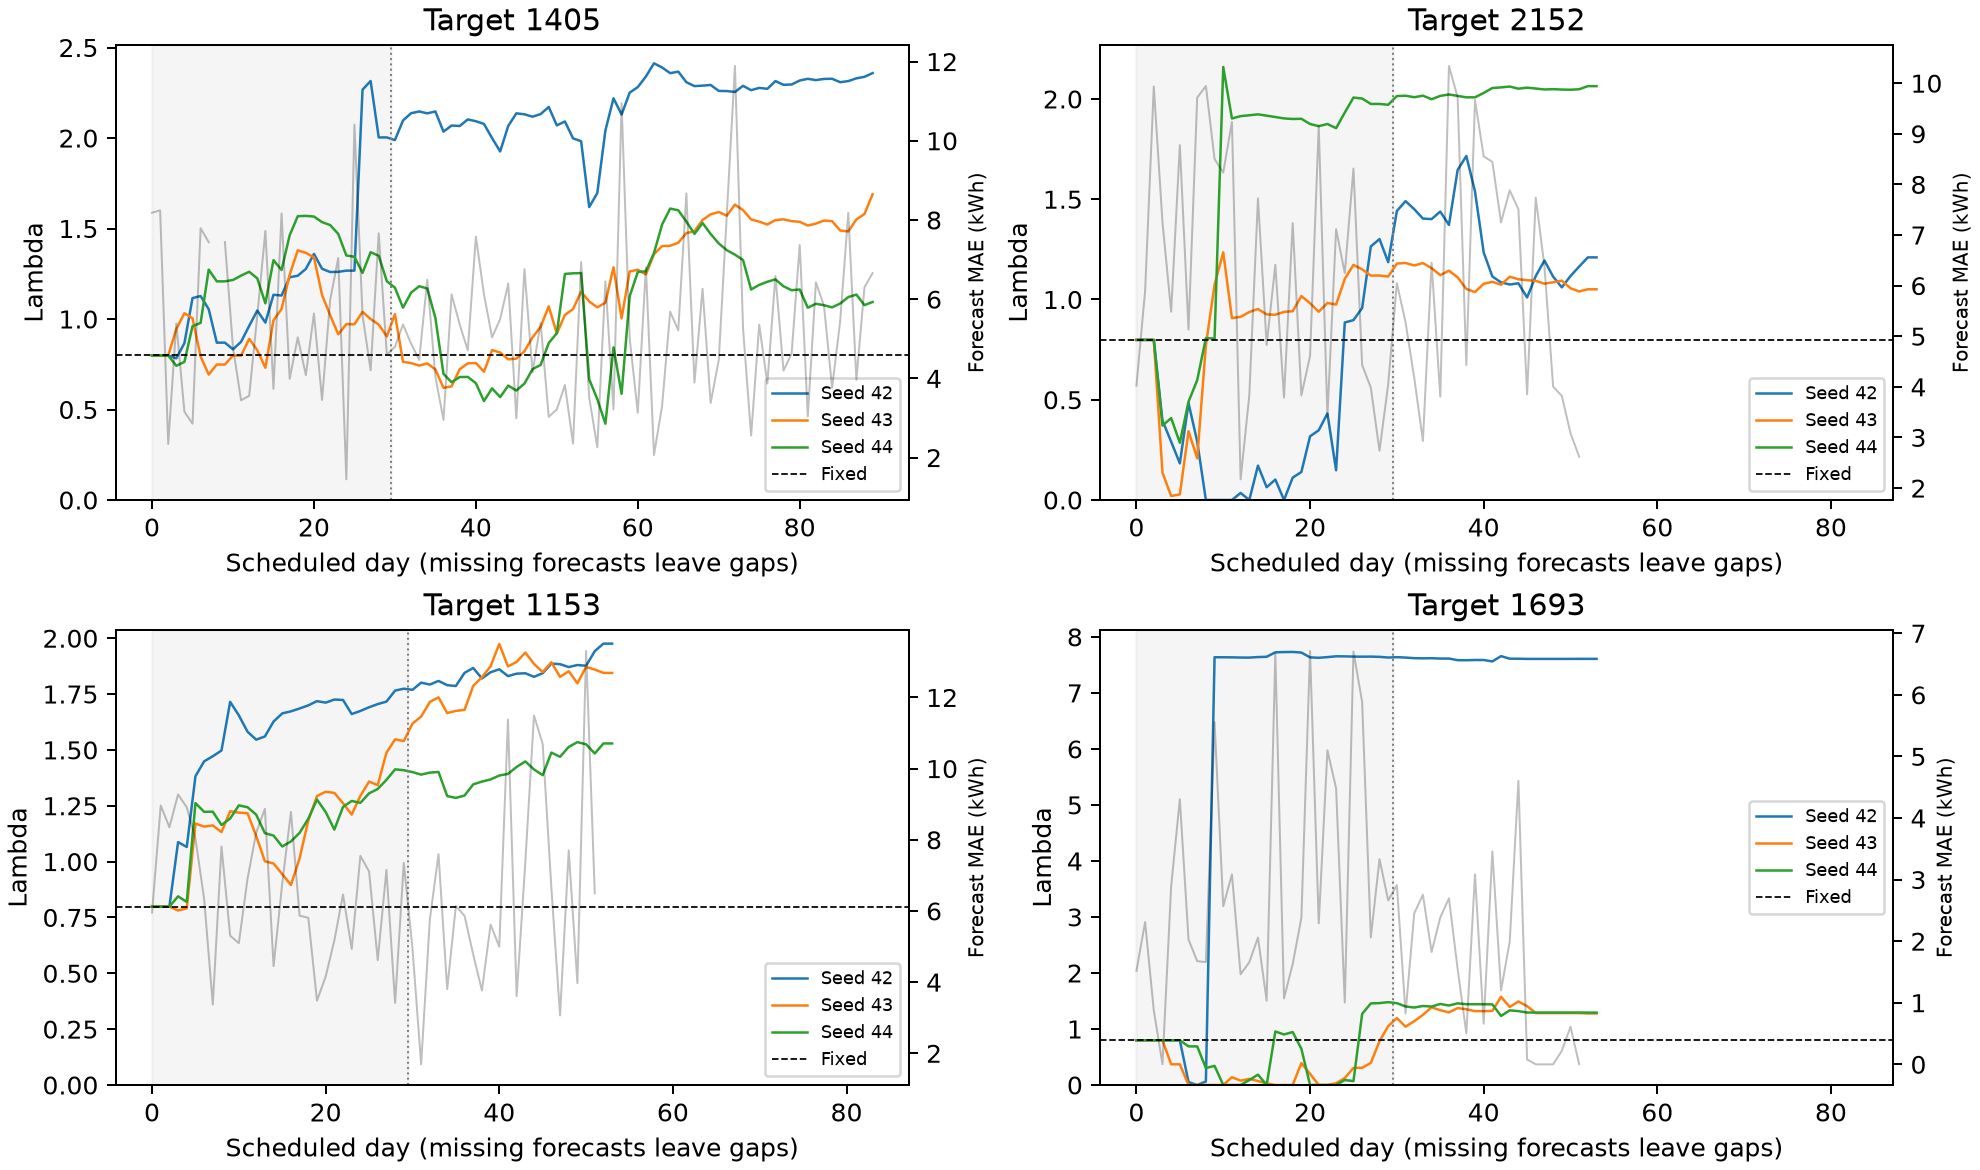 Target 1405
2.5
2.0
1.5
1.0
0.5
0.0
Lambda
12
10
8
6
4
2
Forecast MAE (kWh)
Seed 42
Seed 43
Seed 44
Fixed
0 20 40 60 80
Scheduled day (missing forecasts leave gaps)
Target 2152
2.0
1.5
1.0
0.5
0.0
Lambda
10
9
8
7
6
5
4
3
2
Forecast MAE (kWh)
Seed 42
Seed 43
Seed 44
Fixed
0 20 40 60 80
Scheduled day (missing forecasts leave gaps)
Target 1153
2.00
1.75
1.50
1.25
1.00
0.75
0.50
0.25
0.00
Lambda
12
10
8
6
4
2
Forecast MAE (kWh)
Seed 42
Seed 43
Seed 44
Fixed
0 20 40 60 80
Scheduled day (missing forecasts leave gaps)
Target 1693
8
7
6
5
4
3
2
1
0
Lambda
7
6
5
4
3
2
1
0
Forecast MAE (kWh)
Seed 42
Seed 43
Seed 44
Fixed
0 20 40 60 80
Scheduled day (missing forecasts leave gaps)